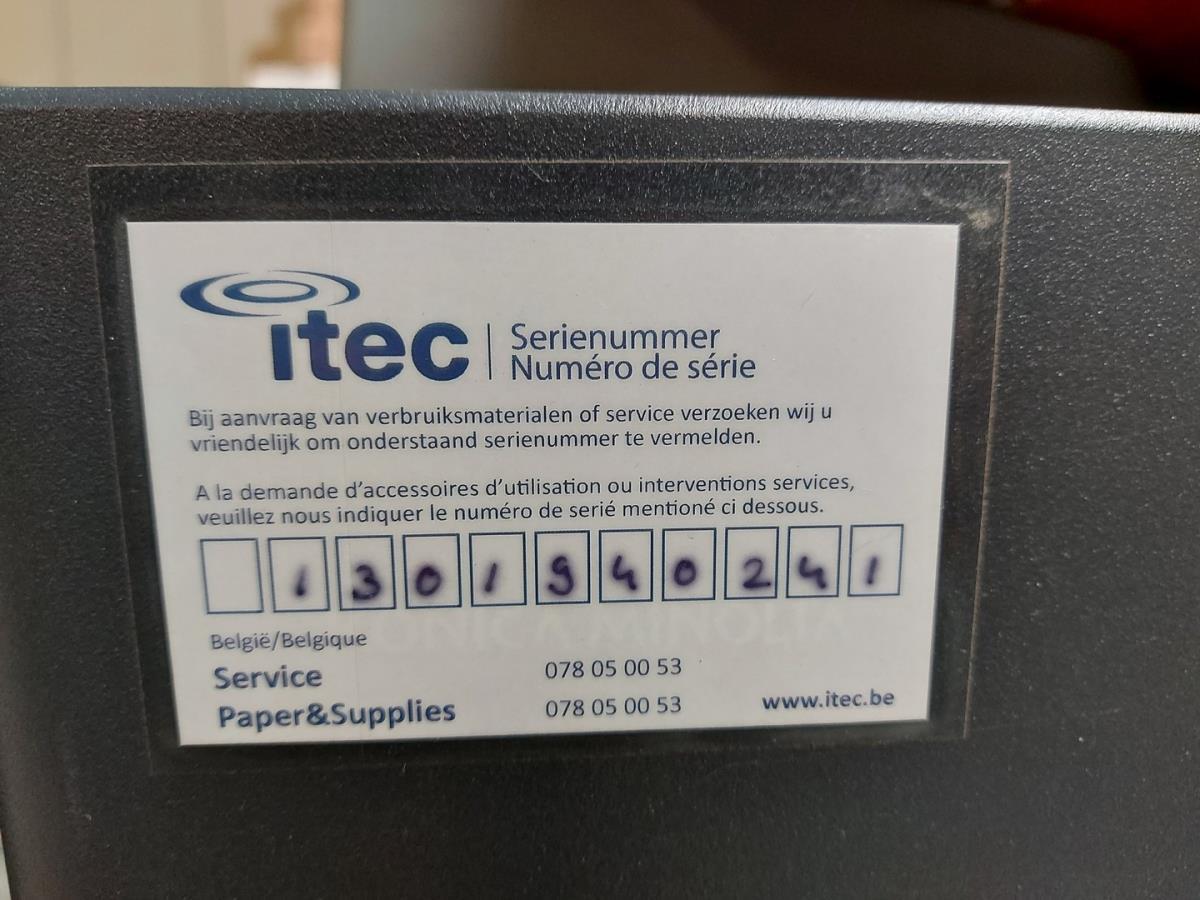 itec
Serienummer
Numéro de série
Bij aanvraag van verbruiksmaterialen of service verzoeken wij u
vriendelijk om onderstaand serienummer te vermelden.
A la demande d'accessoires d'utilisation ou interventions services,
veuillez nous indiquer le numéro de serié mentioné ci dessous.
1 3 0 1 9 4 0 2 4 1
KONICA MINOLTA
België/Belgique
Service 078 05 00 53
Paper&Supplies 078 05 00 53 www.itec.be